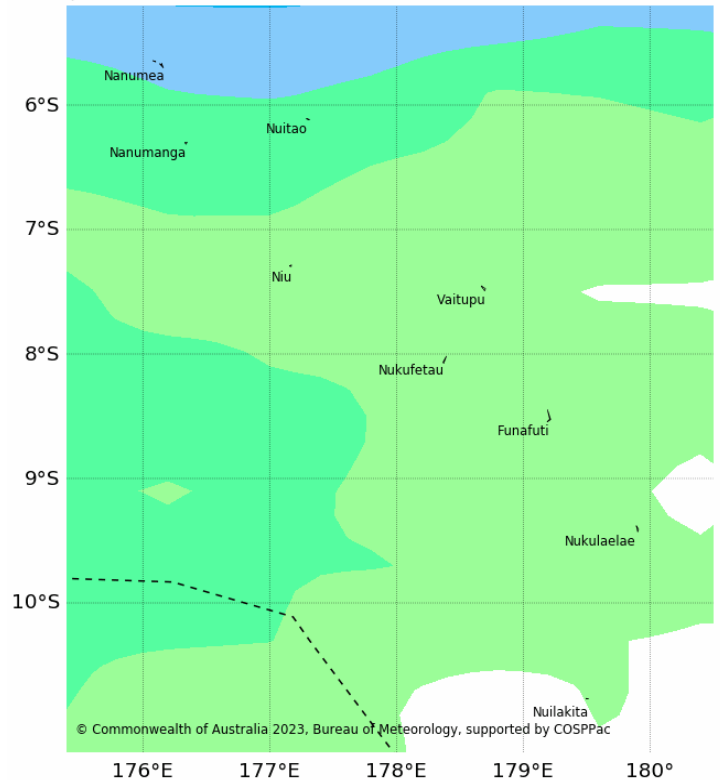 Nanumea
6°S
Nuitao
Nanumanga
7°S
Niu
Vaitupu
8°S
Nukufetau
Funafuti
9°S
Nukulaelae
10°S
Nuilakita
© Commonwealth of Australia 2023, Bureau of Meteorology, supported by COSPPac
176°E 177°E 178°E 179°E 180°